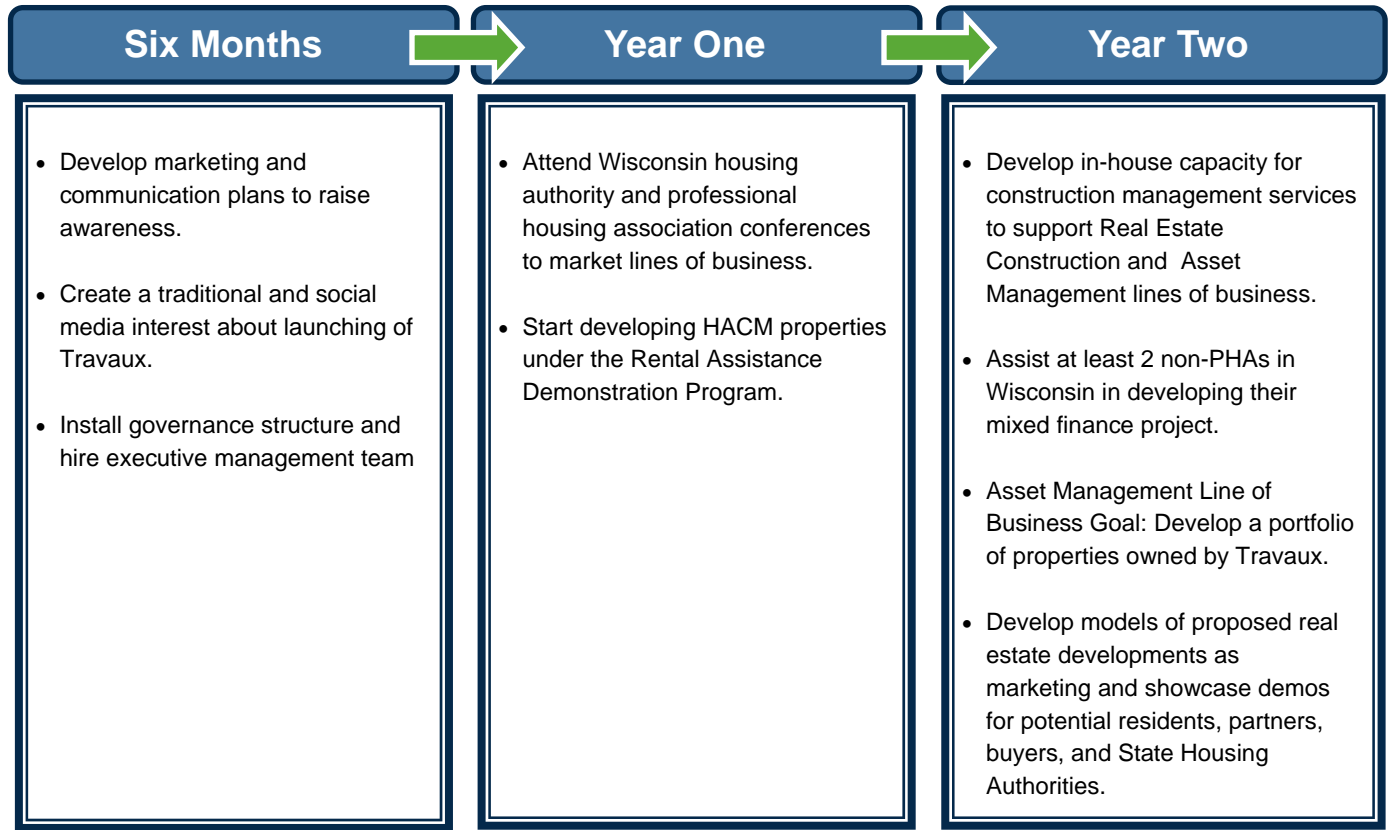 Six Months
Year One
Year Two
• Develop marketing and
communication plans to raise
awareness.
• Create a traditional and social
media interest about launching of
Travaux.
• Install governance structure and
hire executive management team
• Attend Wisconsin housing
authority and professional
housing association conferences
to market lines of business.
• Start developing HACM properties
under the Rental Assistance
Demonstration Program.
• Develop in-house capacity for
construction management services
to support Real Estate
Construction and  Asset
Management lines of business.
• Assist at least 2 non-PHAs in
Wisconsin in developing their
mixed finance project.
• Asset Management Line of
Business Goal: Develop a portfolio
of properties owned by Travaux.
• Develop models of proposed real
estate developments as
marketing and showcase demos
for potential residents, partners,
buyers, and State Housing
Authorities.